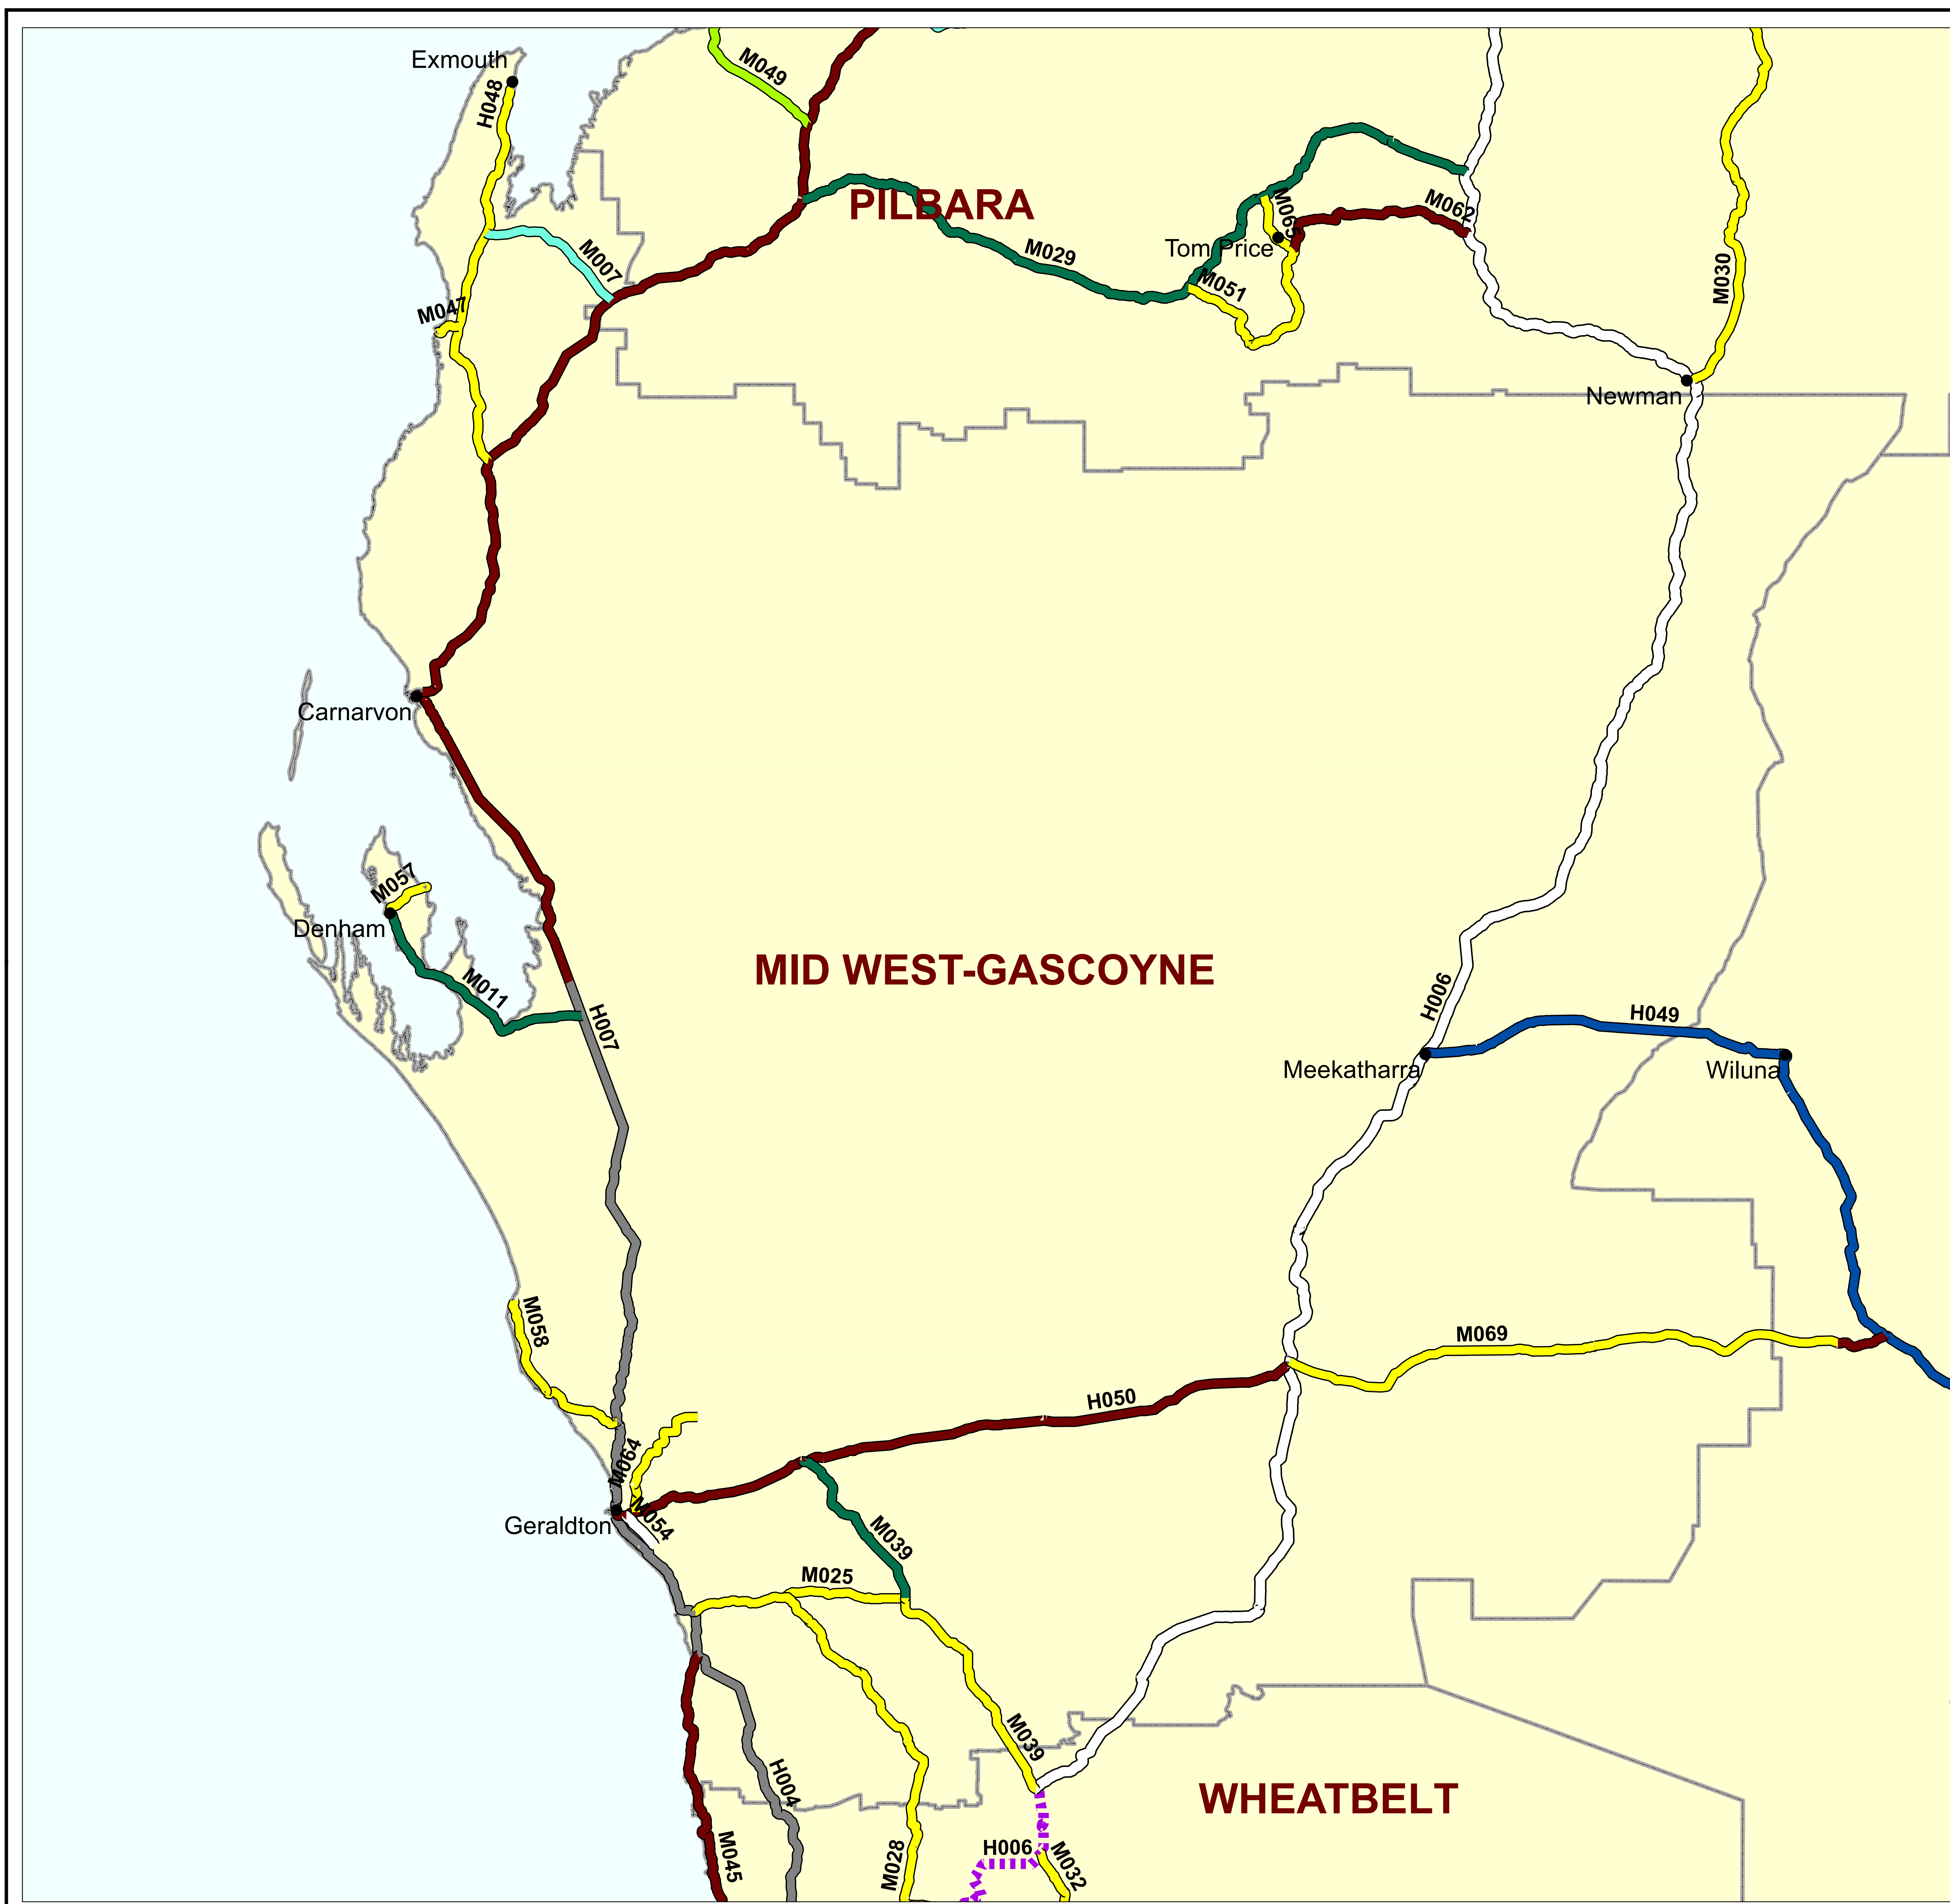 Exmouth
M049
H048
PILBARA
M065
M062
Tom Price
M029
M007
M051
M030
M047
Newman
Carnarvon
M057
Denham
M011
MID WEST-GASCOYNE
H006
H007
H049
Meekatharra
Wiluna
M058
M069
H050
M064
M054
Geraldton
M039
M025
M039
H004
WHEATBELT
M045
M028
H006
M032